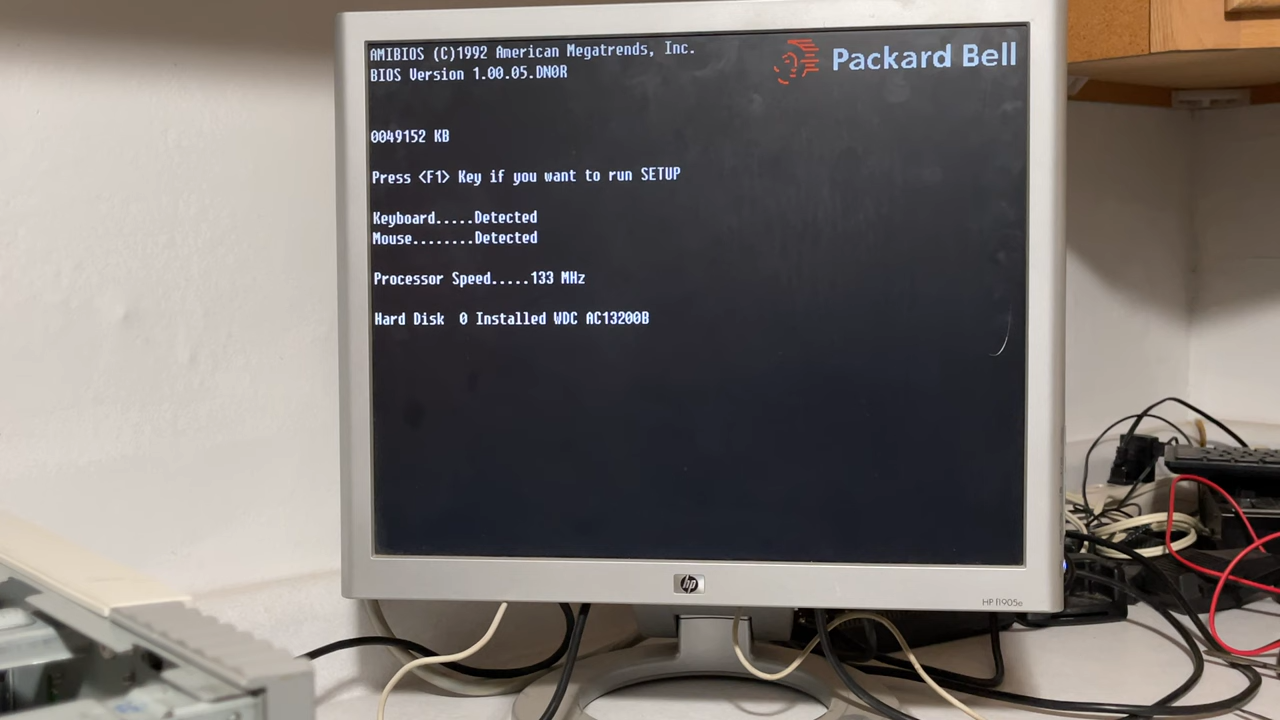 AMIBIOS (C)1992 American Megatrends, Inc.
BIOS Version 1.00.05.DN0R
Packard Bell
0049152 KB
Press <F1> Key if you want to run SETUP
Keyboard.....Detected
Mouse........Detected
Processor Speed.....133 MHz
Hard Disk  0 Installed WDC AC13200B
hp
HP f1905e